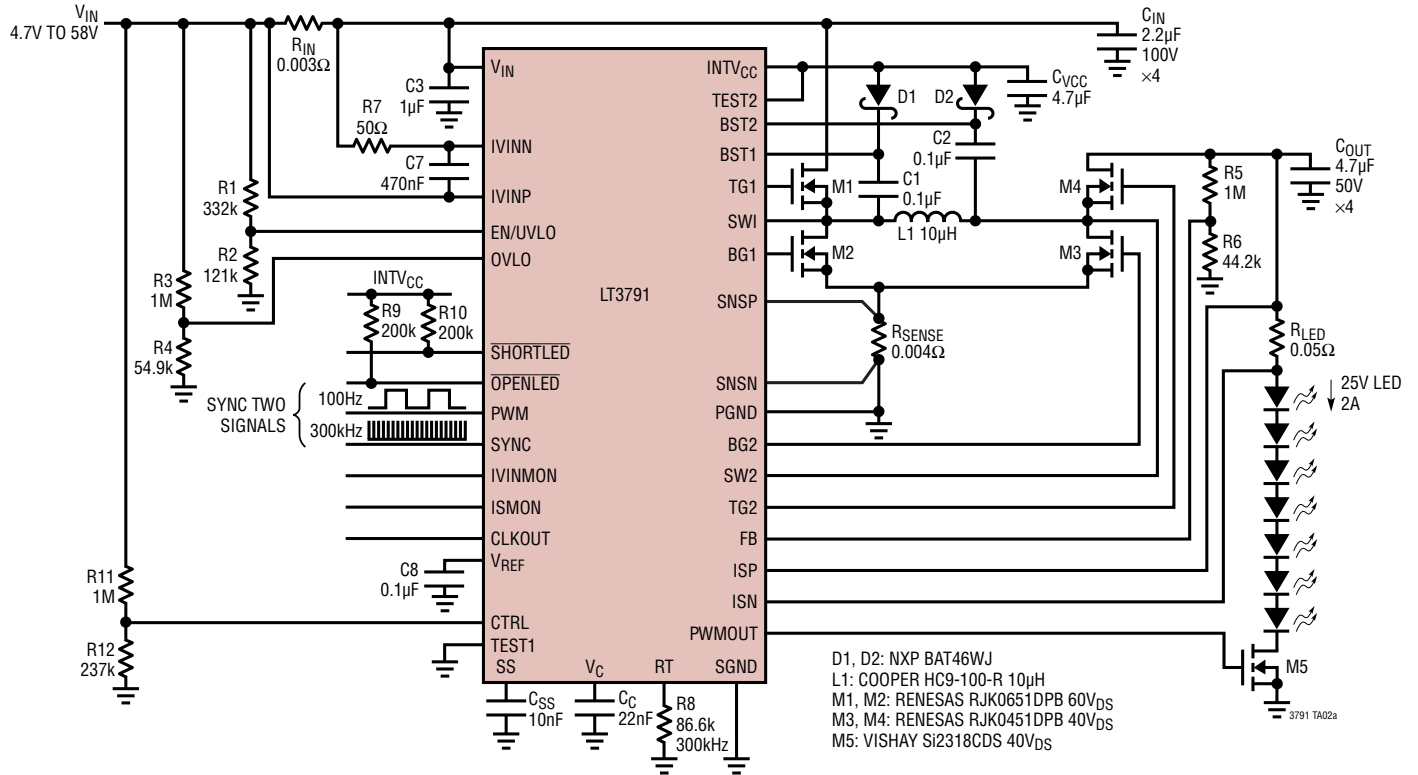 VIN
4.7V TO 58V
RIN
0.003Ω
CIN
2.2µF
100V
×4
C3
1µF
R7
50Ω
C7
470nF
R1
332k
R2
121k
R3
1M
R4
54.9k
INTVCC
R9
200k
R10
200k
SYNC TWO
SIGNALS
100Hz
300kHz
R11
1M
R12
237k
C8
0.1µF
VIN
IVINN
IVINP
EN/UVLO
OVLO
SHORTLED
OPENLED
PWM
SYNC
IVINMON
ISMON
CLKOUT
VREF
CTRL
TEST1
SS
VC
RT
SGND
LT3791
INTVCC
TEST2
BST2
BST1
TG1
SWI
BG1
SNSP
SNSN
PGND
BG2
SW2
TG2
FB
ISP
ISN
PWMOUT
CSS
10nF
CC
22nF
R8
86.6k
300kHz
D1
D2
CVCC
4.7µF
C2
0.1µF
C1
0.1µF
M1
M2
L1 10µH
M4
M3
RSENSE
0.004Ω
R5
1M
R6
44.2k
COUT
4.7µF
50V
×4
RLED
0.05Ω
25V LED
2A
M5
D1, D2: NXP BAT46WJ
L1: COOPER HC9-100-R 10µH
M1, M2: RENESAS RJK0651DPB 60VDS
M3, M4: RENESAS RJK0451DPB 40VDS
M5: VISHAY Si2318CDS 40VDS
3791 TA02a